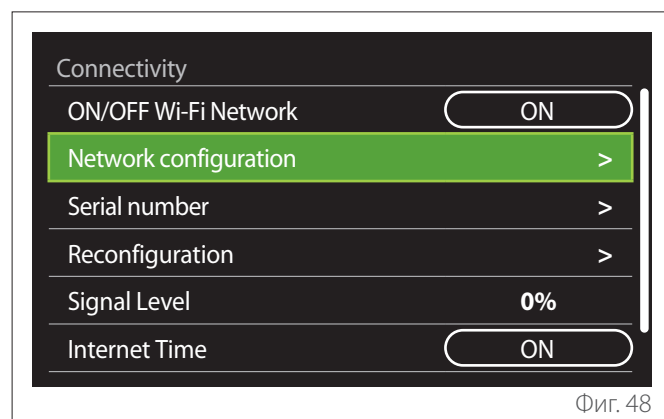 Connectivity
ON/OFF Wi-Fi Network ON
Network configuration >
Serial number >
Reconfiguration >
Signal Level 0%
Internet Time ON
Фиг. 48